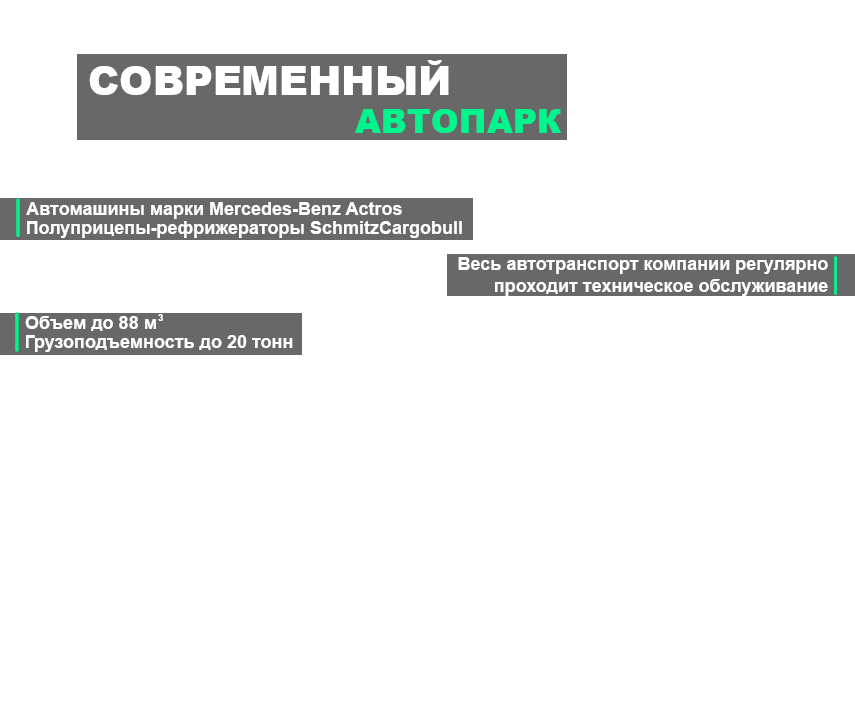 СОВРЕМЕННЫЙ
АВТОПАРК
Автомашины марки Mercedes-Benz Actros
Полуприцепы-рефрижераторы SchmitzCargobull
Весь автотранспорт компании регулярно
проходит техническое обслуживание
Объем до 88 м³
Грузоподъемность до 20 тонн